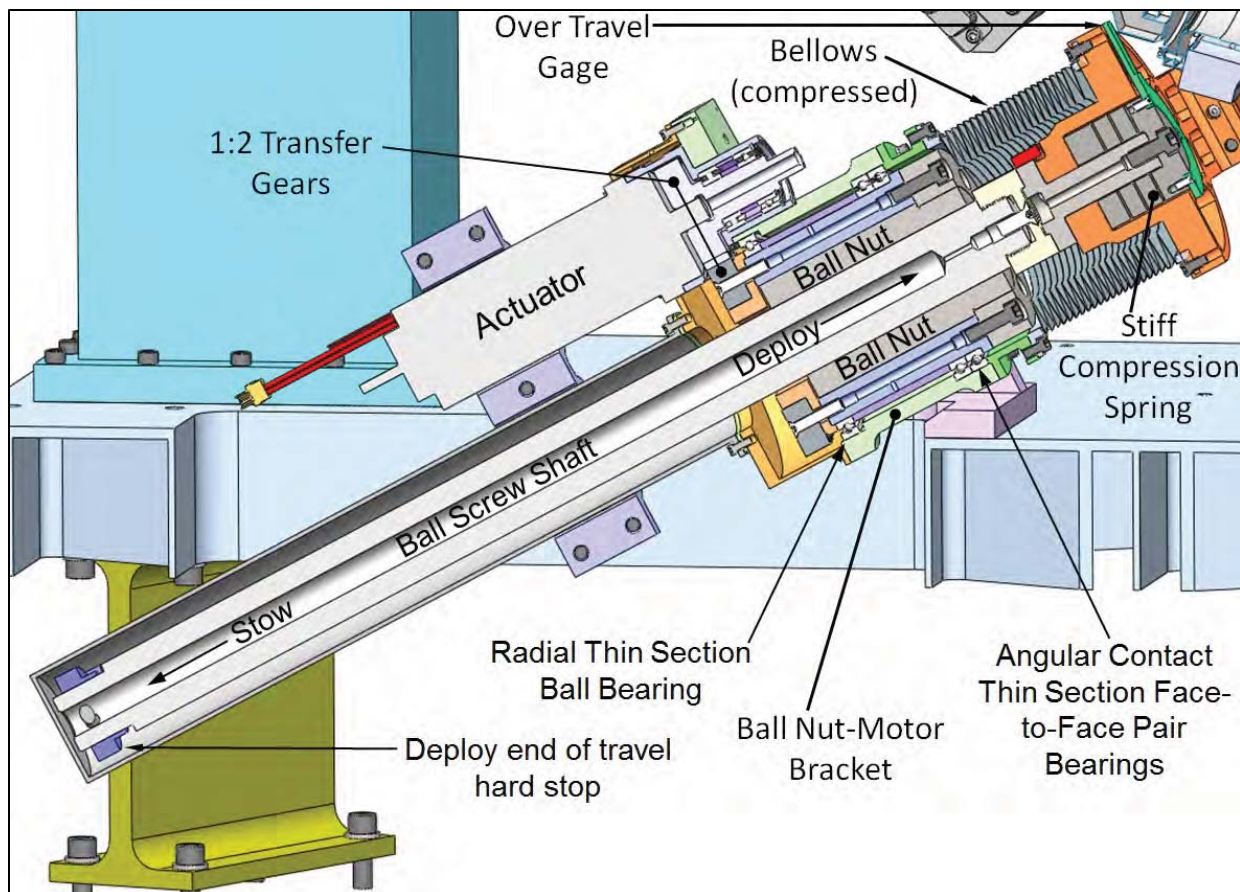 Over Travel
Gage
Bellows
(compressed)
1:2 Transfer
Gears
Actuator
Ball Nut
Deploy
Ball Nut
Stiff
Compression
Spring
Ball Screw Shaft
Stow
Radial Thin Section
Ball Bearing
Angular Contact
Thin Section Face-
to-Face Pair
Bearings
Ball Nut-Motor
Bracket
Deploy end of travel
hard stop